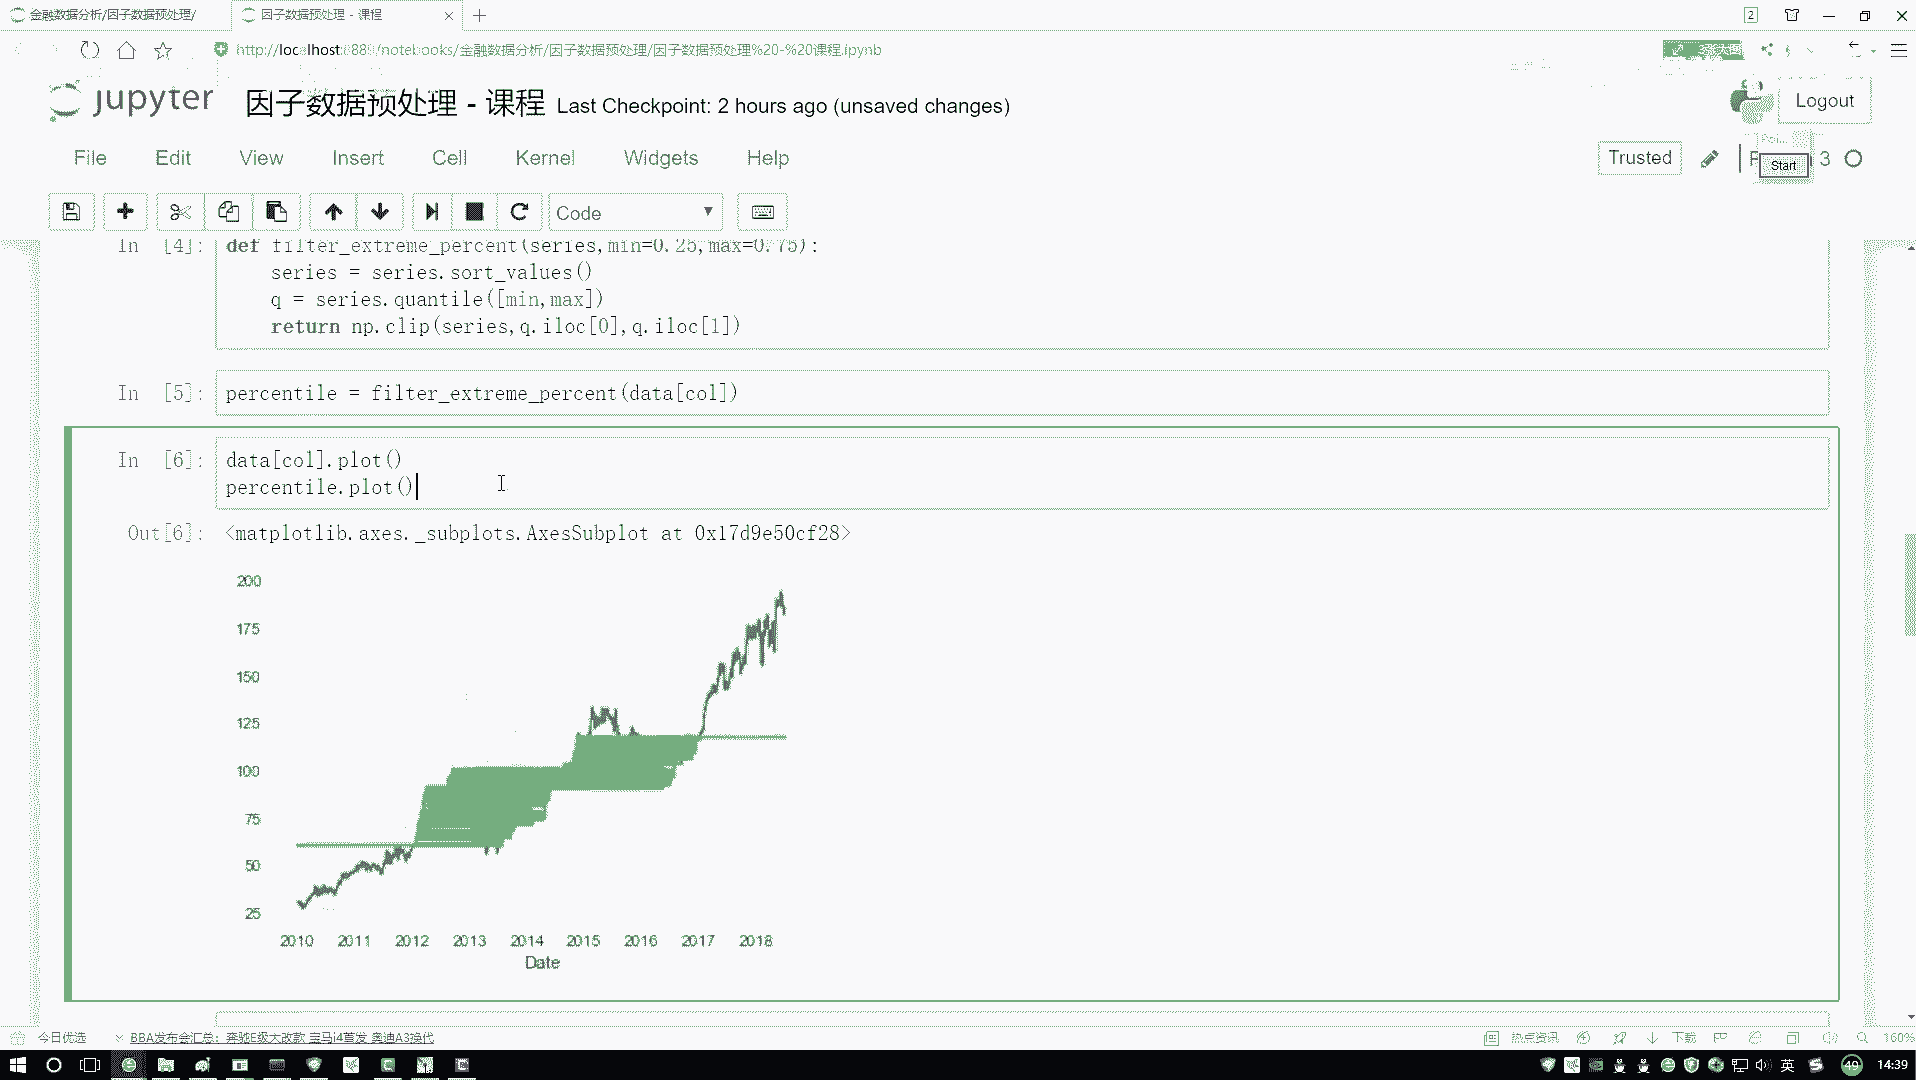 金融数据分析/因子数据预处理/
因子数据预处理 - 课程
2
http://localhost:8889/notebooks/金融数据分析/因子数据预处理/因子数据预处理%20-%20课程.ipynb
jupyter 因子数据预处理 - 课程 Last Checkpoint: 2 hours ago (unsaved changes)
Logout
File Edit View Insert Cell Kernel Widgets Help
Trusted
Start
3
Code
In [4]: def filter_extreme_percent(series,min=0.25,max=0.75):
series = series.sort_values()
q = series.quantile([min,max])
return np.clip(series,q.iloc[0],q.iloc[1])
In [5]: percentile = filter_extreme_percent(data[col])
In [6]: data[col].plot()
percentile.plot()
Out[6]: <matplotlib.axes._subplots.AxesSubplot at 0x17d9e50cf28>
200
175
150
125
100
75
50
25
2010 2011 2012 2013 2014 2015 2016 2017 2018
Date
今日优选 BBA发布会汇总: 奔驰E级大改款 宝马i4首发 奥迪A3换代
热点资讯 下载 160%
英 49 14:39